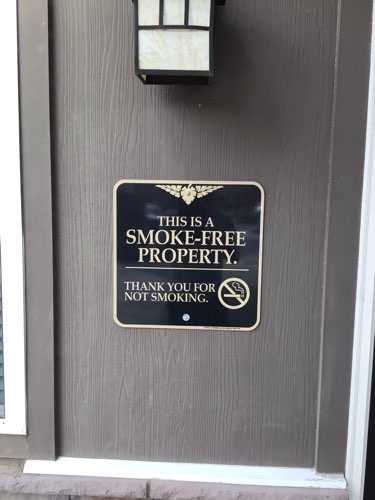 THIS IS A
SMOKE-FREE
PROPERTY.
THANK YOU FOR
NOT SMOKING.